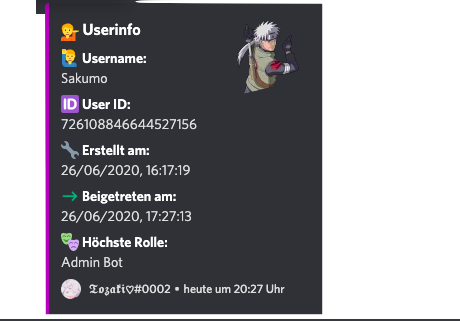 Userinfo
Username:
Sakumo
ID User ID:
726108846644527156
Erstellt am:
26/06/2020, 16:17:19
Beigetreten am:
26/06/2020, 17:27:13
Höchste Rolle:
Admin Bot
𝕿𝖔𝖟𝖆𝖐𝖎♡#0002 • heute um 20:27 Uhr